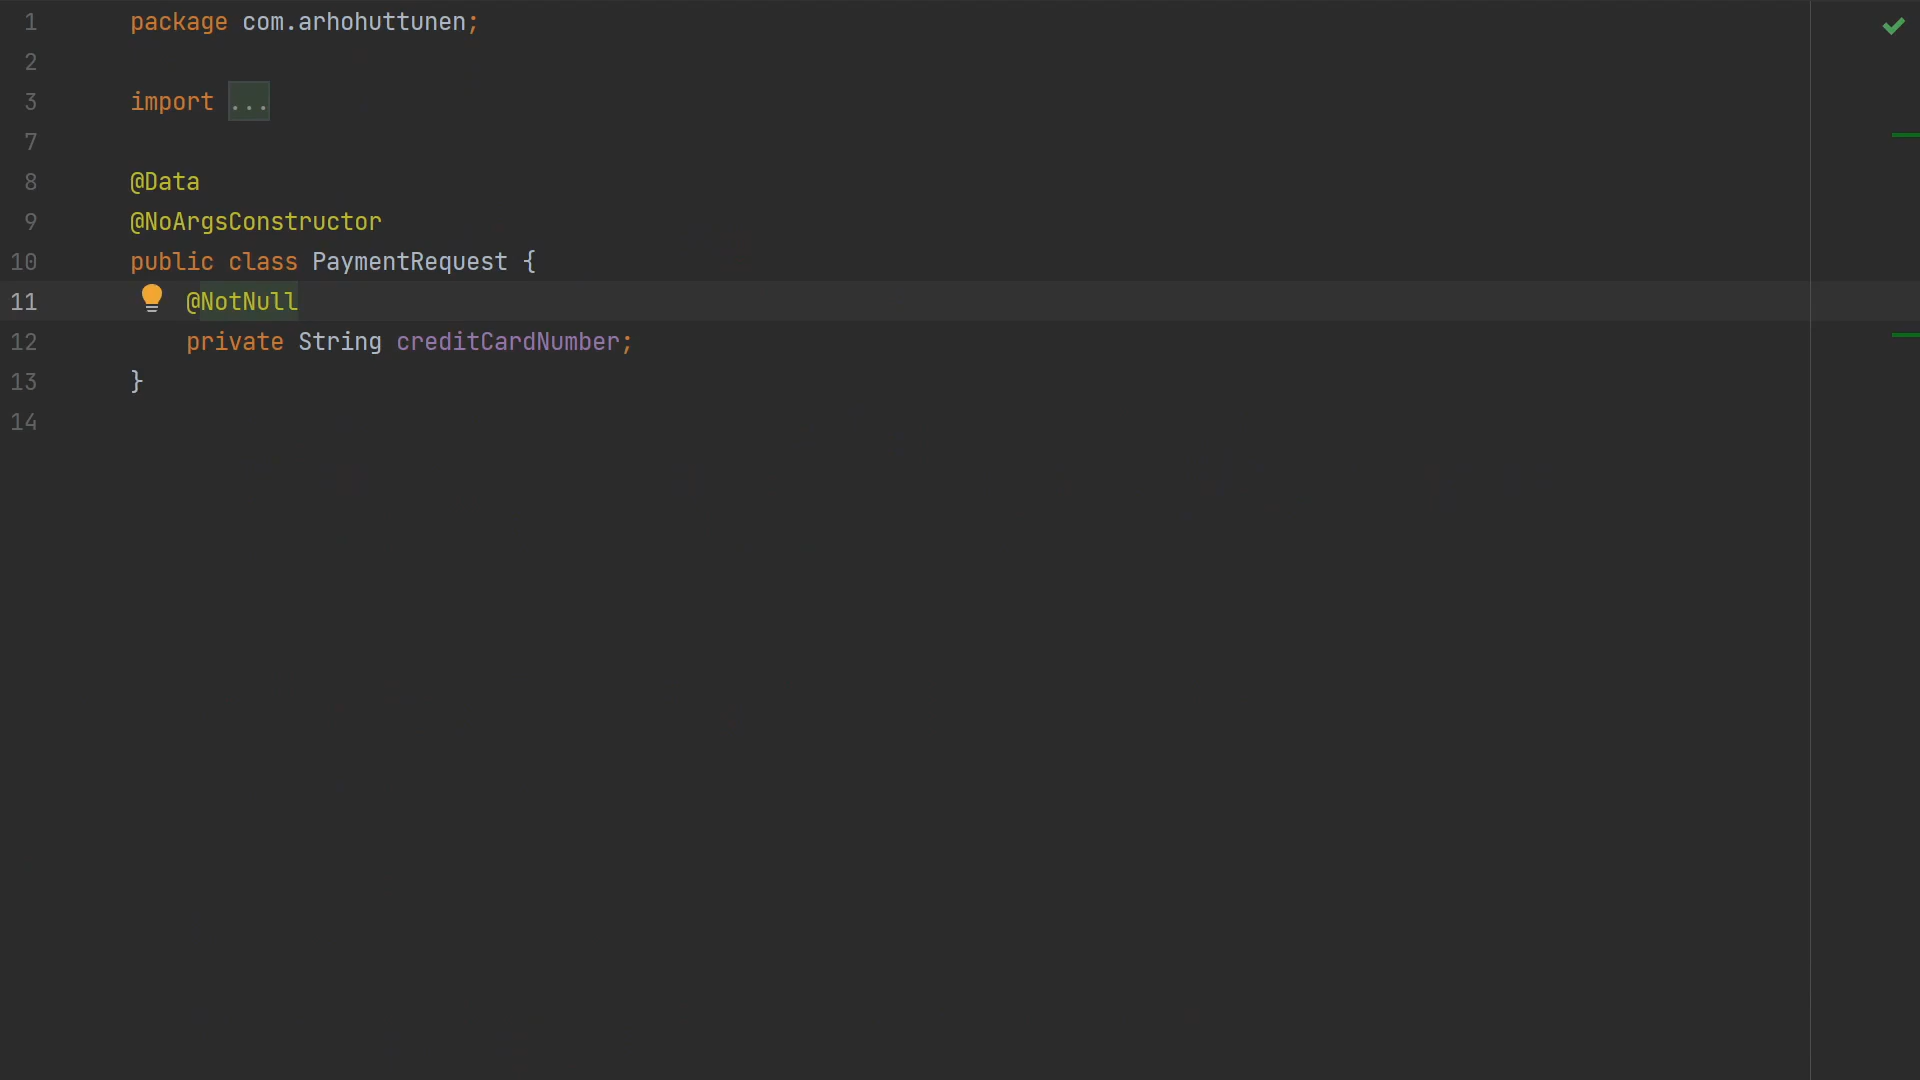 1 package com.arhohuttunen;
2
3 import ...
7
8 @Data
9 @NoArgsConstructor
10 public class PaymentRequest {
11 @NotNull
12 private String creditCardNumber;
13 }
14